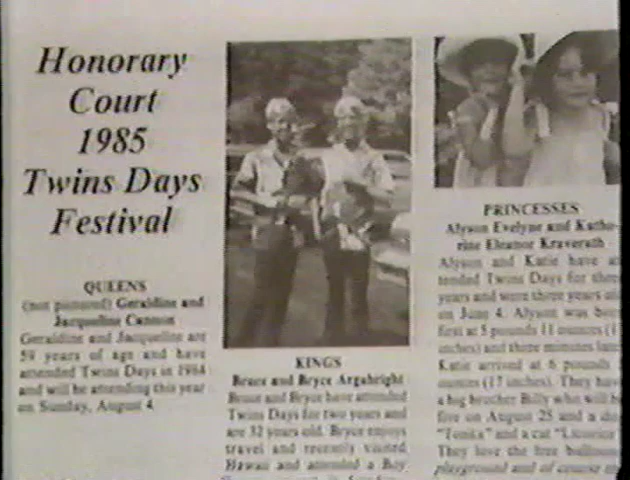 Honorary
Court
1985
Twins Days
Festival
QUEENS
(not pictured) Geraldine and
Jacqueline Cannon
Geraldine and Jacqueline are
59 years of age and have
attended Twins Days in 1984
and will be attending this year
on Sunday, August 4.
KINGS
Bruce and Bryce Argabright
Bruce and Bryce have attended
Twins Days for two years and
are 32 years old. Bryce enjoys
travel and recently visited
Hawaii and attended a Boy
PRINCESSES
Alyson Evelyne and Kathe-
rine Eleanor Kraverath
Alyson and Katie have at
tended Twins Days for three
years and were three years
on June 4. Alyson was
first at 5 pounds 11 ounces
inches) and three minutes
Katie arrived at 6 pounds
ounces (17 inches). They have
a big brother Billy who will
five on August 25 and a
"Tonka" and a cat "Licorice"
They love the free
playground and of course